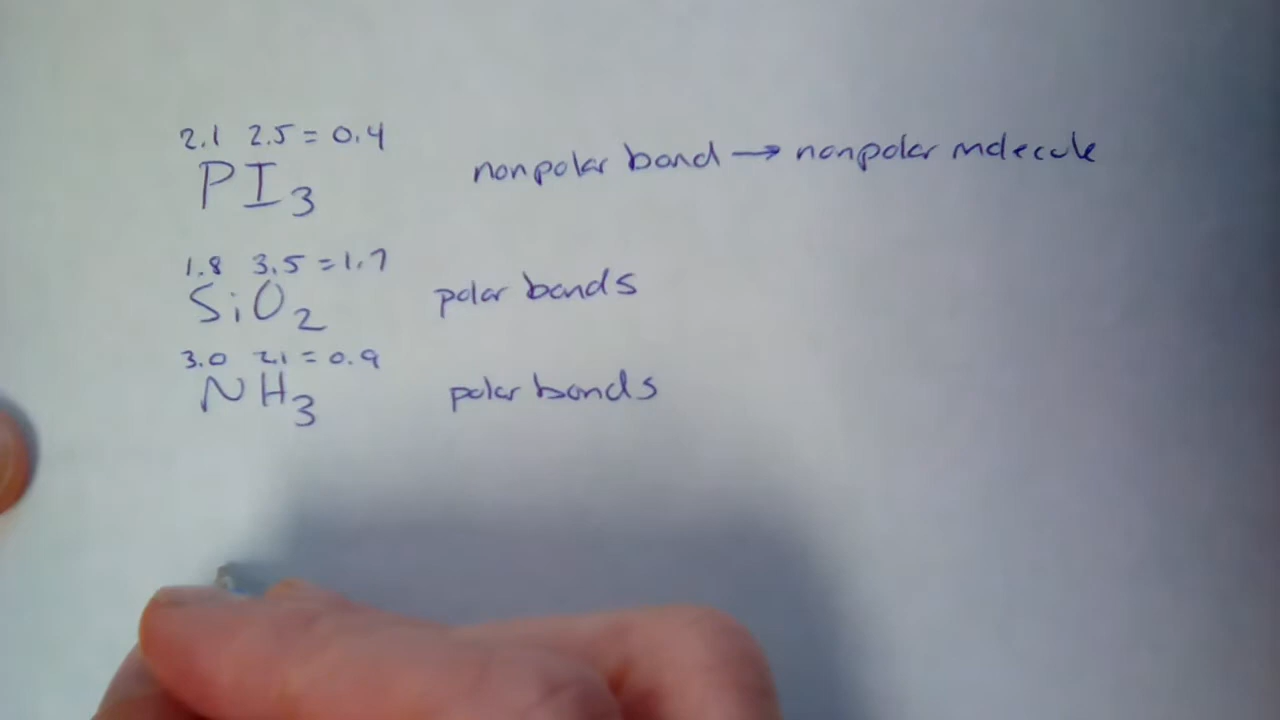 2.1 2.5 = 0.4
PI3 nonpolar bond → nonpolar molecule
1.8 3.5 = 1.7
SiO2 polar bonds
3.0 2.1 = 0.9
NH3 polar bonds